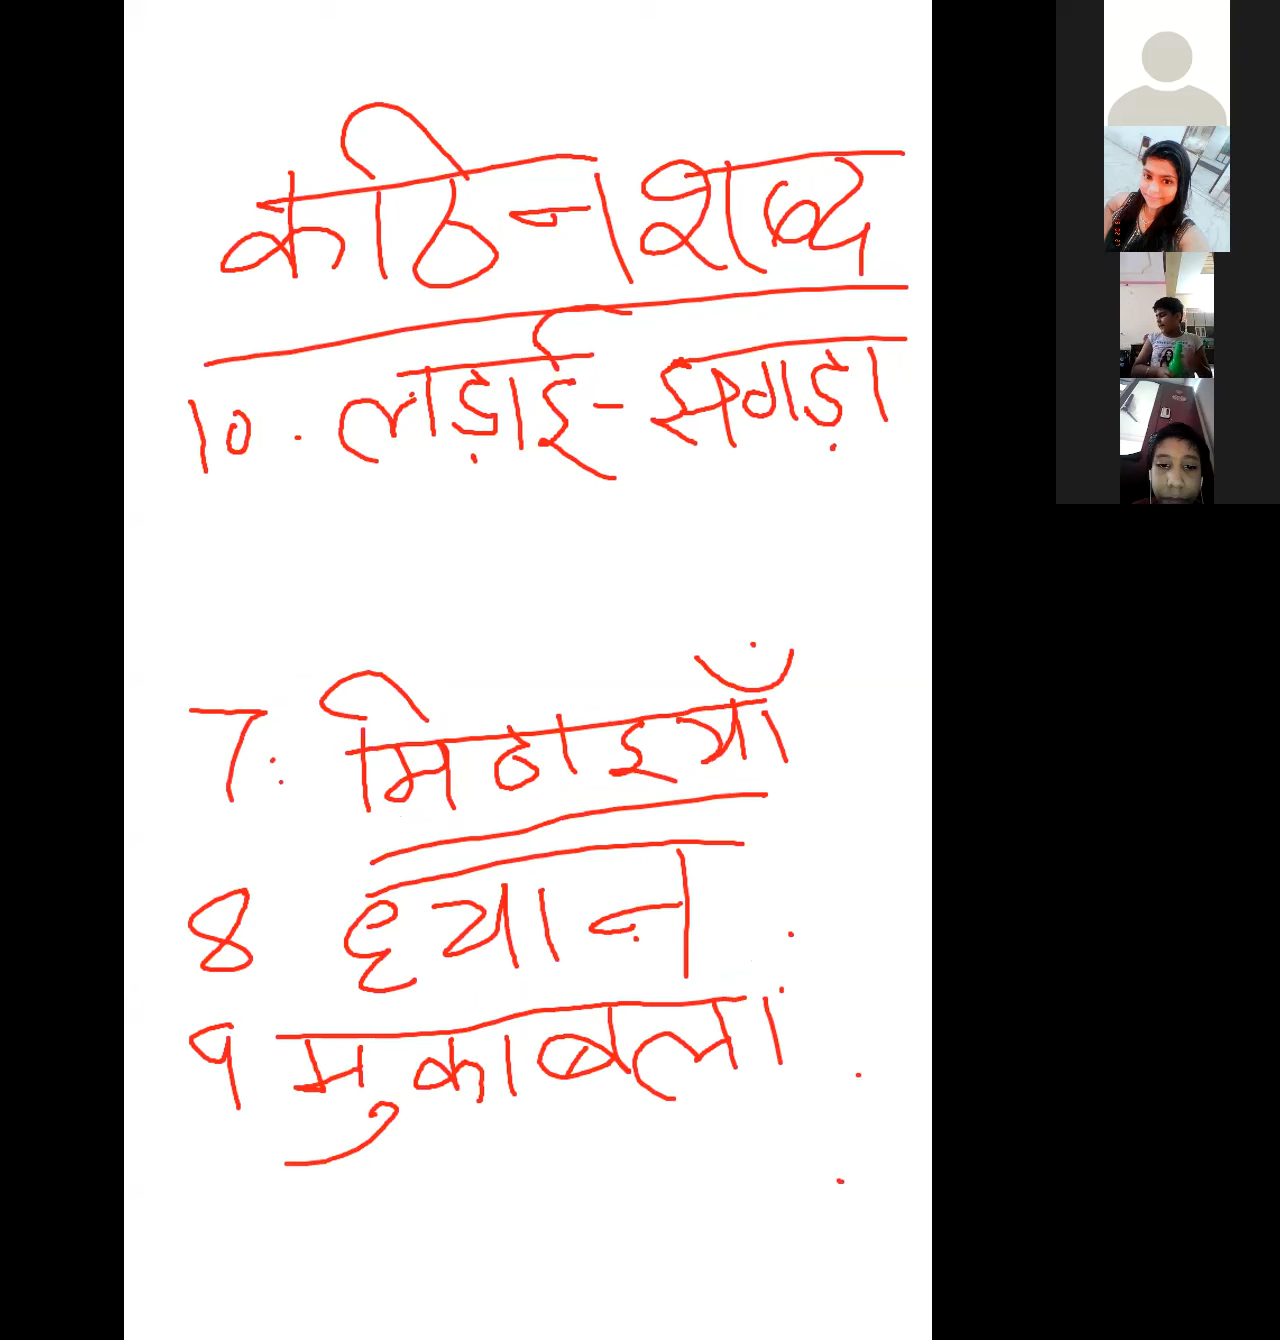 कठिन शब्द
10. लड़ाई - झगड़ा
7. मिठाइयाँ
8 ध्यान
9 मुकाबला